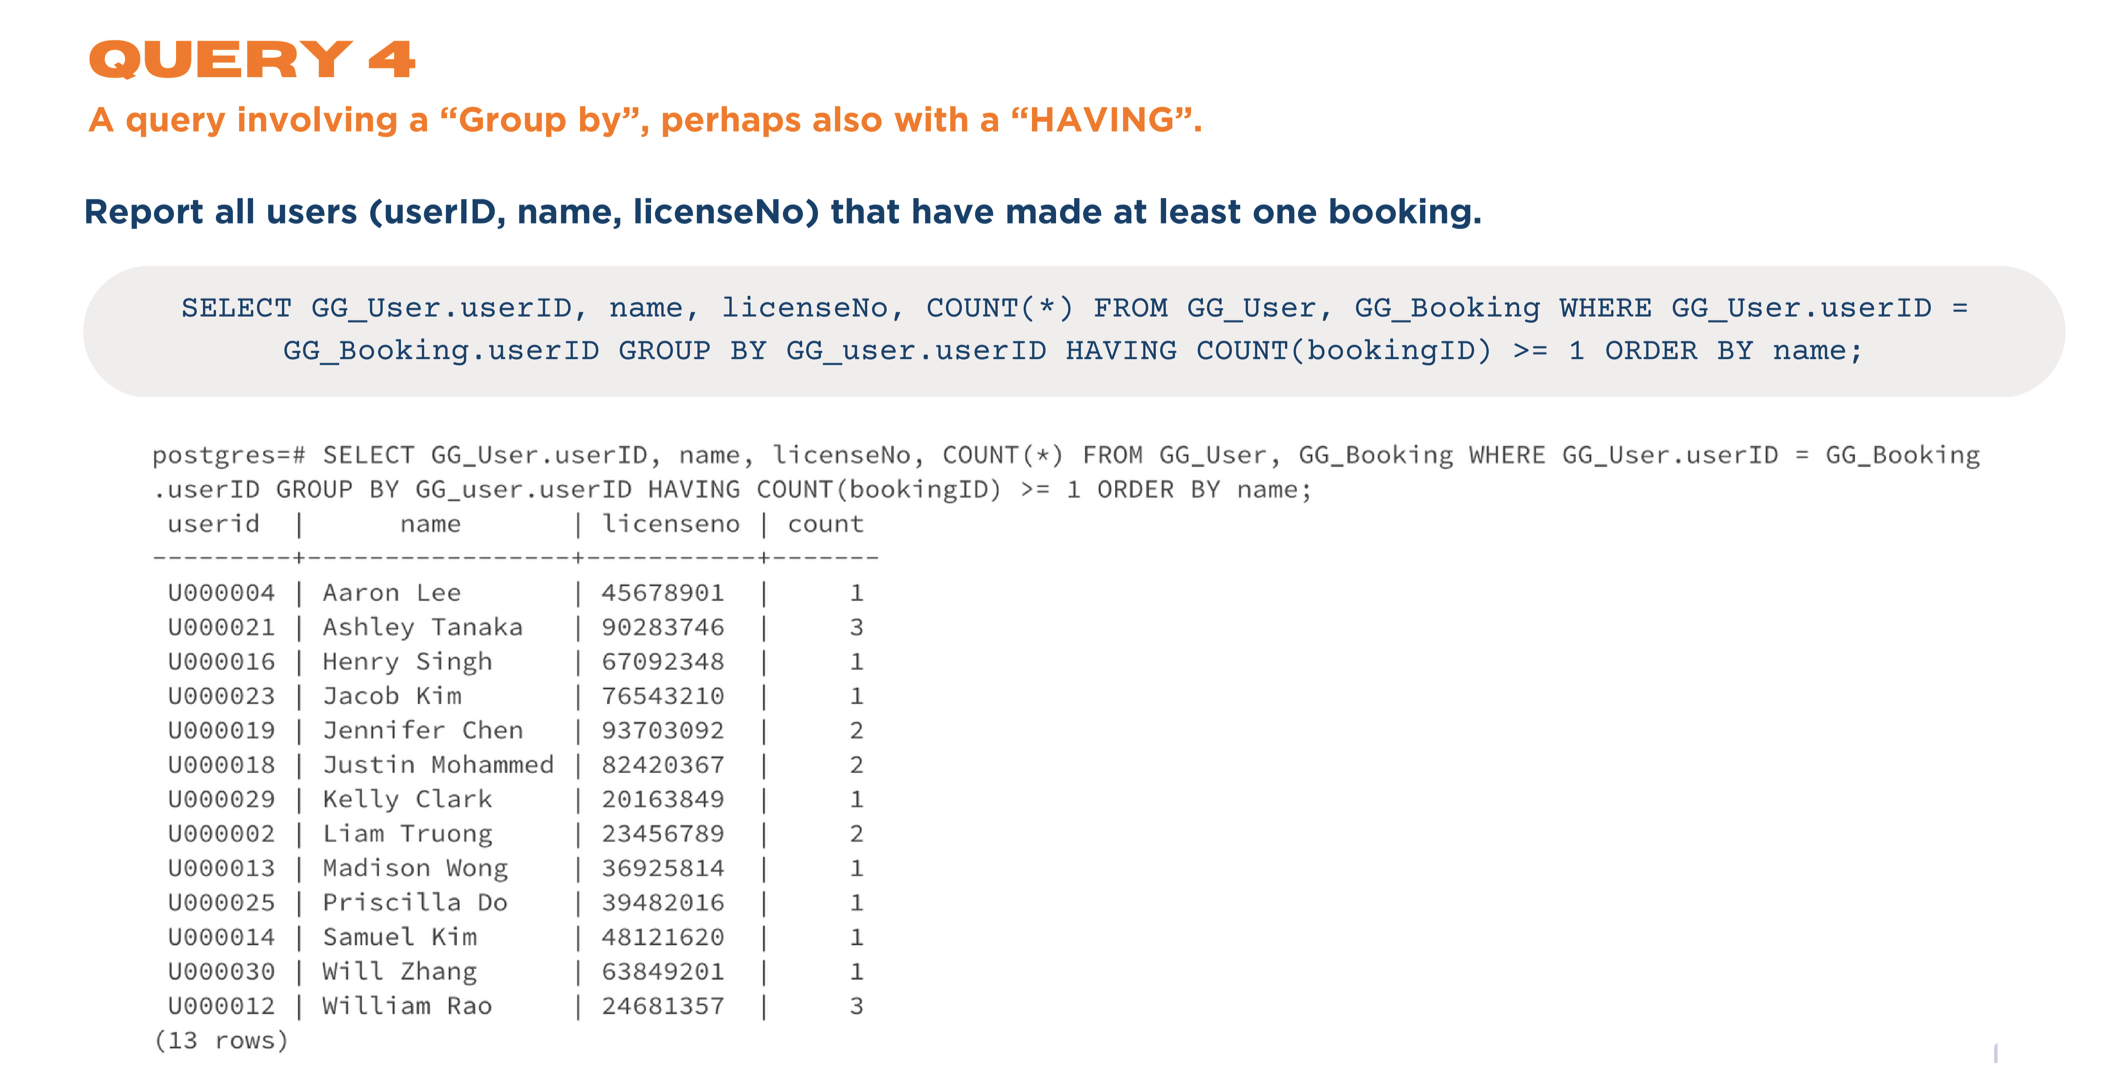 QUERY 4
A query involving a “Group by”, perhaps also with a “HAVING”.
Report all users (userID, name, licenseNo) that have made at least one booking.
SELECT GG_User.userID, name, licenseNo, COUNT(*) FROM GG_User, GG_Booking WHERE GG_User.userID =
GG_Booking.userID GROUP BY GG_user.userID HAVING COUNT(bookingID) >= 1 ORDER BY name;
postgres=# SELECT GG_User.userID, name, licenseNo, COUNT(*) FROM GG_User, GG_Booking WHERE GG_User.userID = GG_Booking
.userID GROUP BY GG_user.userID HAVING COUNT(bookingID) >= 1 ORDER BY name;
userid | name | licenseno | count
---------+-----------------+-----------+-------
U000004 | Aaron Lee | 45678901 | 1
U000021 | Ashley Tanaka | 90283746 | 3
U000016 | Henry Singh | 67092348 | 1
U000023 | Jacob Kim | 76543210 | 1
U000019 | Jennifer Chen | 93703092 | 2
U000018 | Justin Mohammed | 82420367 | 2
U000029 | Kelly Clark | 20163849 | 1
U000002 | Liam Truong | 23456789 | 2
U000013 | Madison Wong | 36925814 | 1
U000025 | Priscilla Do | 39482016 | 1
U000014 | Samuel Kim | 48121620 | 1
U000030 | Will Zhang | 63849201 | 1
U000012 | William Rao | 24681357 | 3
(13 rows)